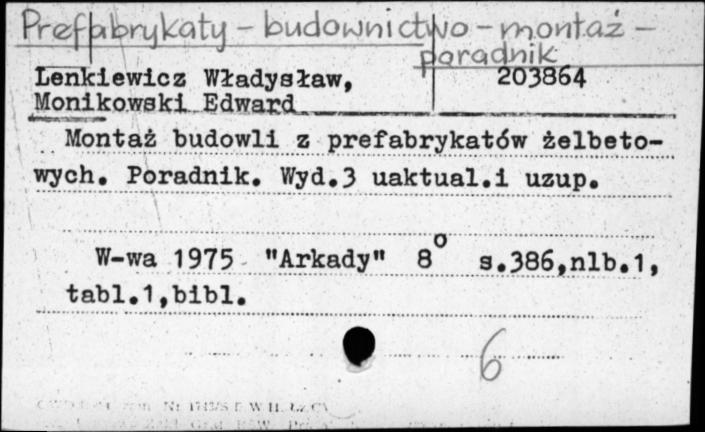 Prefabrykaty – budownictwo – montaż –
poradnik
Lenkiewicz Władysław, 203864
Monikowski Edward
Montaż budowli z prefabrykatów żelbeto-
wych. Poradnik. Wyd.3 uaktual.i uzup.
W-wa 1975 "Arkady" 8° s.386,nlb.1,
tabl.1,bibl.
6